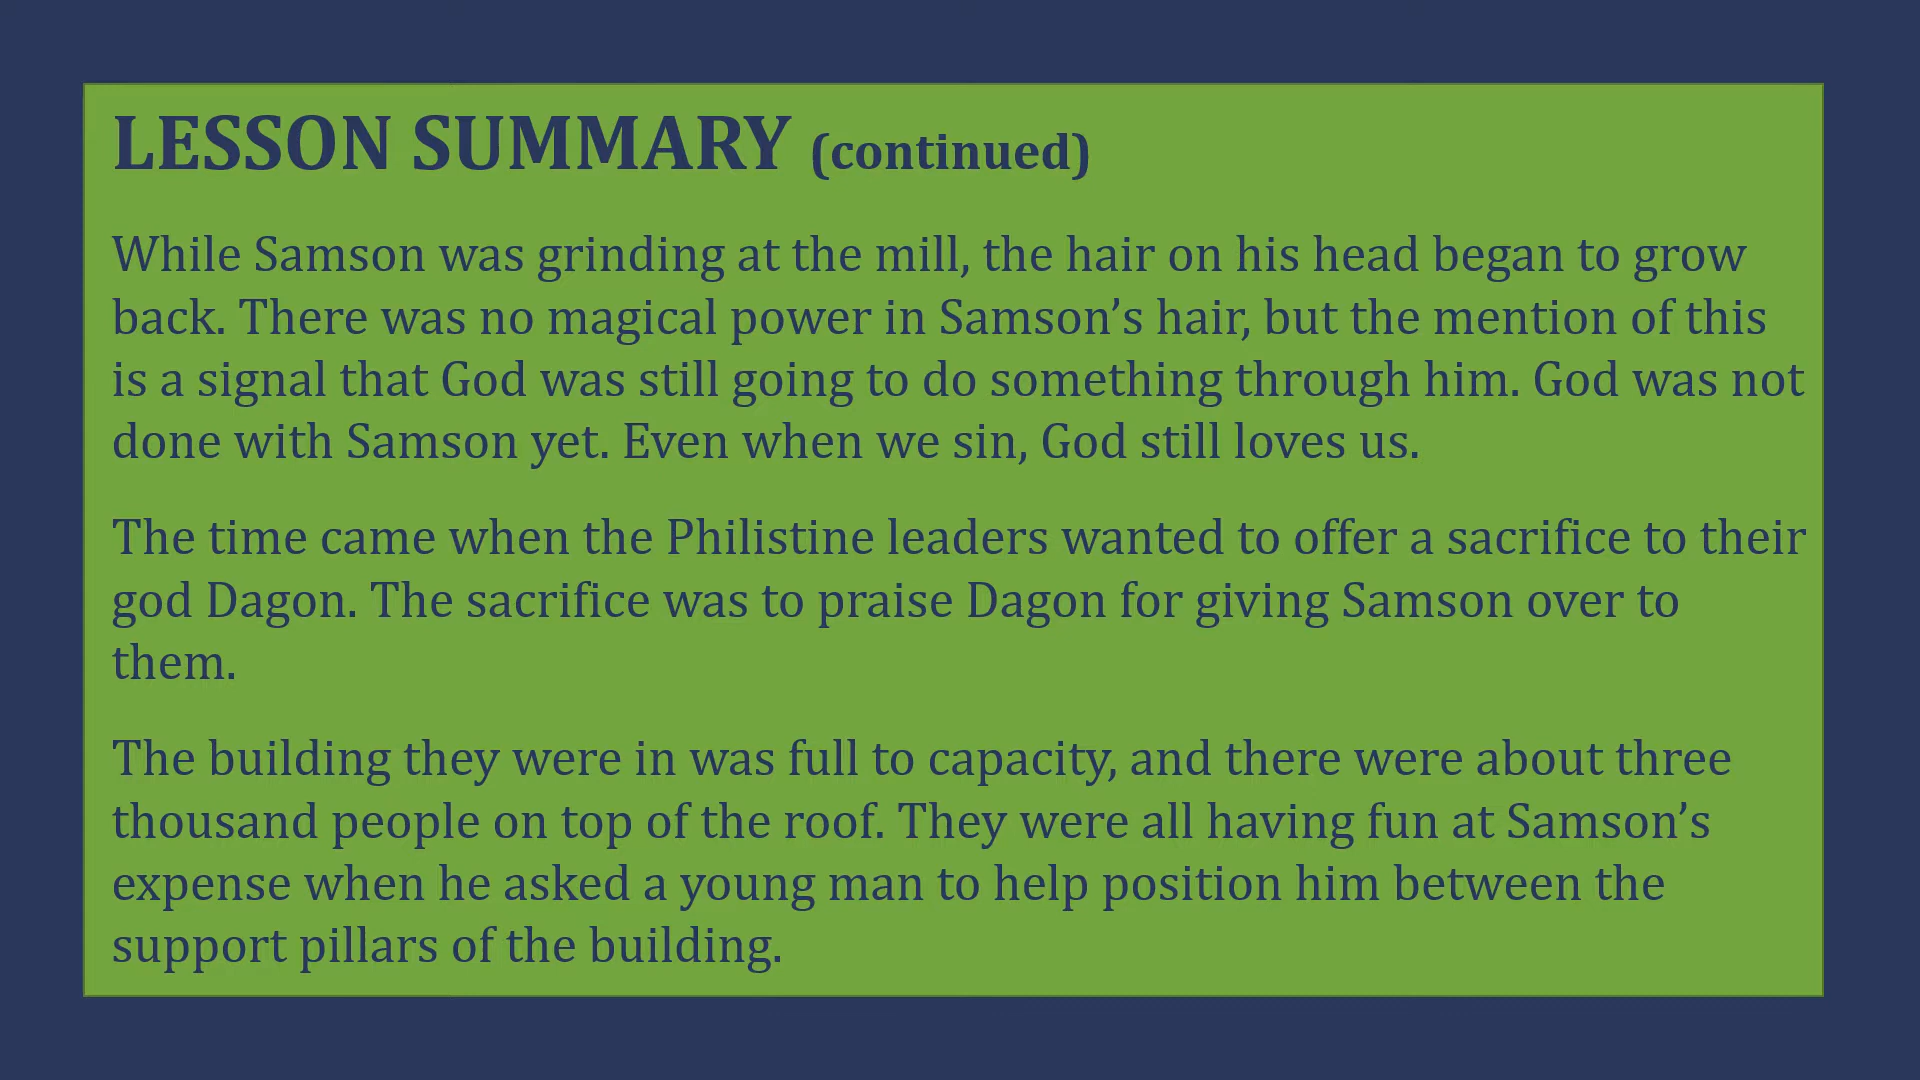 LESSON SUMMARY (continued)
While Samson was grinding at the mill, the hair on his head began to grow
back. There was no magical power in Samson’s hair, but the mention of this
is a signal that God was still going to do something through him. God was not
done with Samson yet. Even when we sin, God still loves us.
The time came when the Philistine leaders wanted to offer a sacrifice to their
god Dagon. The sacrifice was to praise Dagon for giving Samson over to
them.
The building they were in was full to capacity, and there were about three
thousand people on top of the roof. They were all having fun at Samson’s
expense when he asked a young man to help position him between the
support pillars of the building.